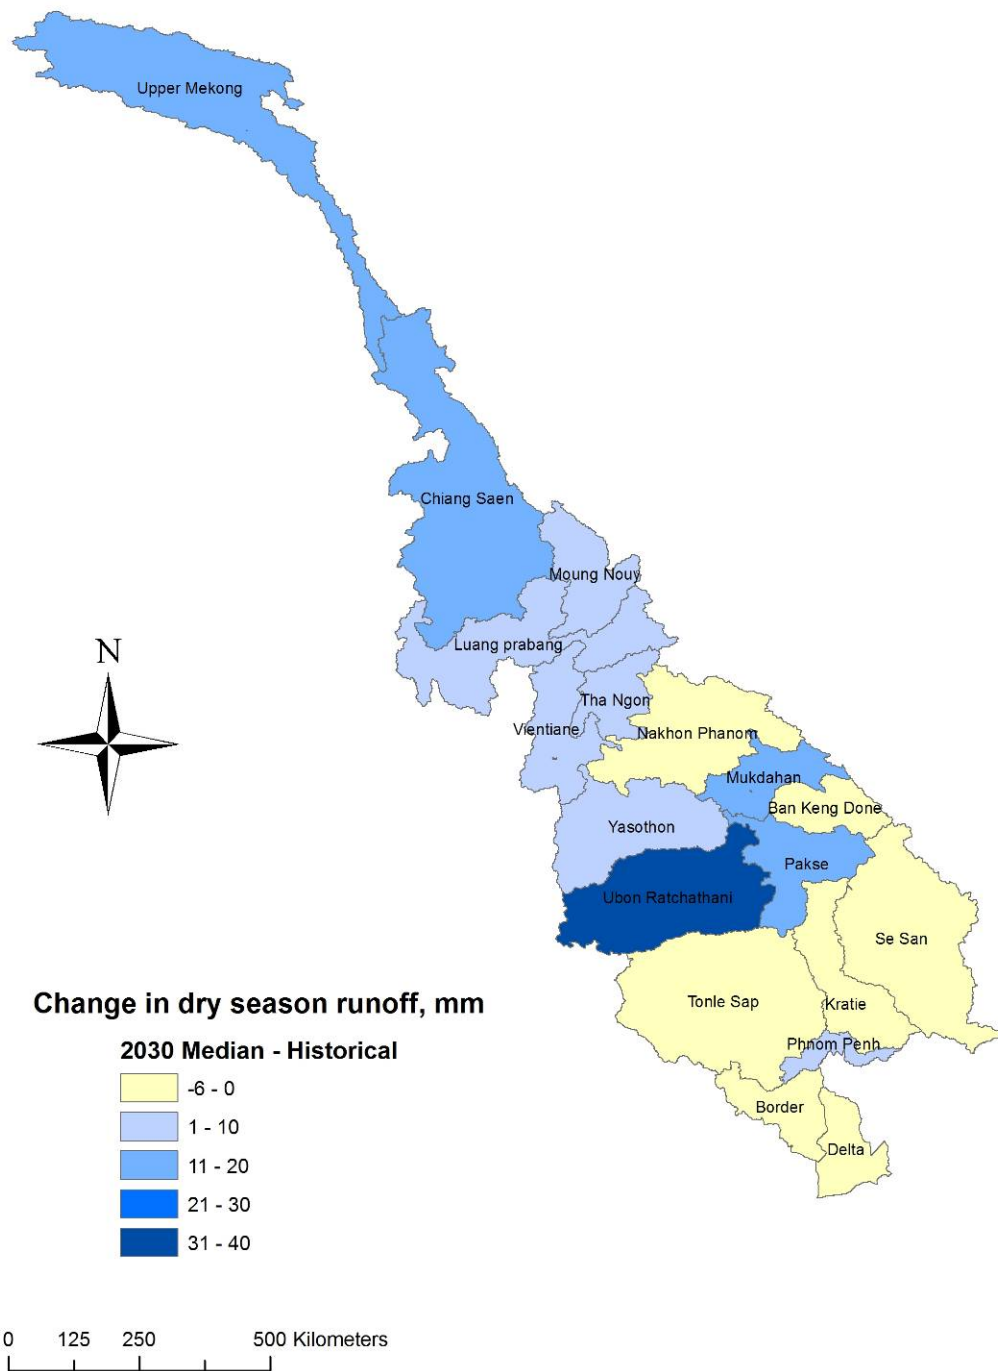 Upper Mekong
Chiang Saen
Moung Nouy
Luang prabang
Tha Ngon
Vientiane
Nakhon Phanom
Mukdahan
Ban Keng Done
Yasothon
Pakse
Ubon Ratchathani
Se San
Tonle Sap
Kratie
Phnom Penh
Border
Delta
N
Change in dry season runoff, mm
2030 Median - Historical
-6 - 0
1 - 10
11 - 20
21 - 30
31 - 40
0 125 250 500 Kilometers